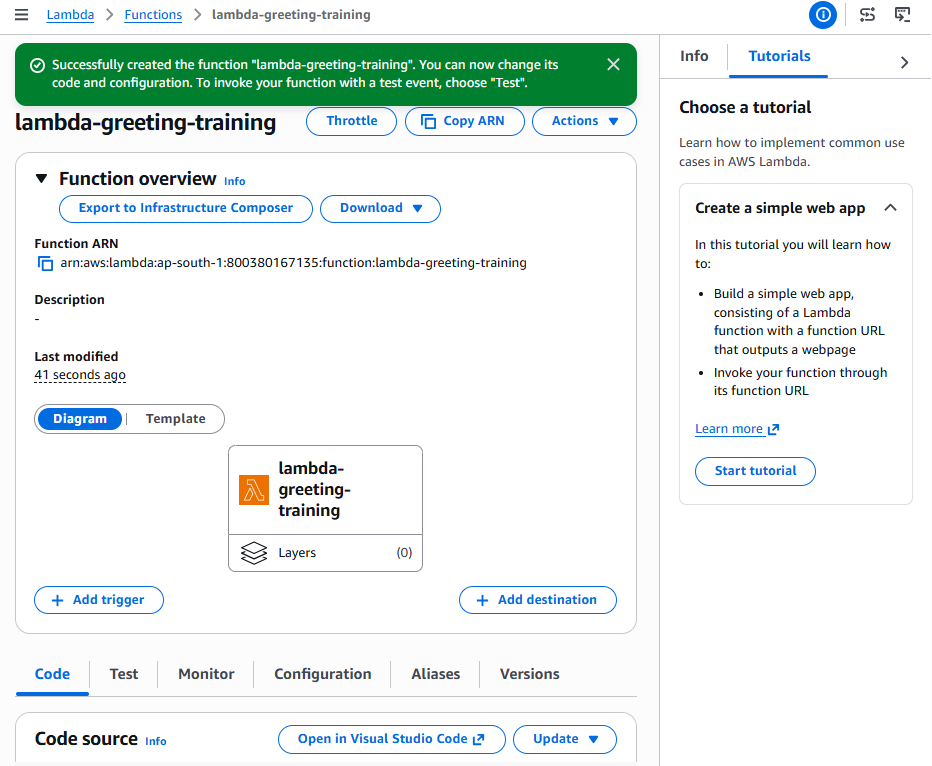 Lambda > Functions > lambda-greeting-training
Successfully created the function "lambda-greeting-training". You can now change its
code and configuration. To invoke your function with a test event, choose "Test".
lambda-greeting-training
Throttle
Copy ARN
Actions
Function overview Info
Export to Infrastructure Composer
Download
Function ARN
arn:aws:lambda:ap-south-1:800380167135:function:lambda-greeting-training
Description
-
Last modified
41 seconds ago
Diagram | Template
lambda-
greeting-
training
Layers (0)
+ Add trigger
+ Add destination
Code
Test
Monitor
Configuration
Aliases
Versions
Code source Info
Open in Visual Studio Code
Update
Info
Tutorials
Choose a tutorial
Learn how to implement common use
cases in AWS Lambda.
Create a simple web app
In this tutorial you will learn how
to:
• Build a simple web app,
consisting of a Lambda
function with a function URL
that outputs a webpage
• Invoke your function through
its function URL
Learn more
Start tutorial